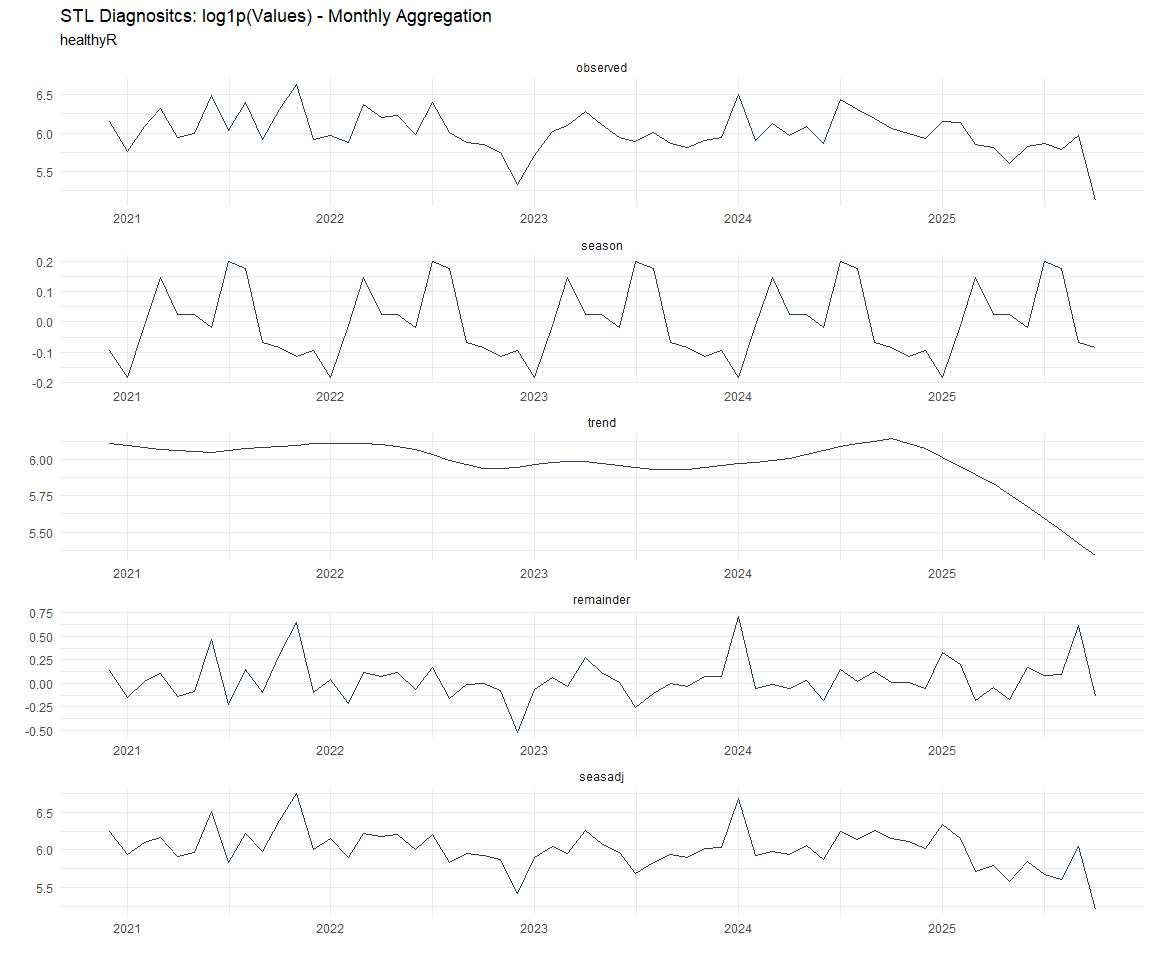 STL Diagnositcs: log1p(Values) - Monthly Aggregation
healthyR
observed
6.5
6.0
5.5
2021 2022 2023 2024 2025
season
0.2
0.1
0.0
-0.1
-0.2
2021 2022 2023 2024 2025
trend
6.00
5.75
5.50
2021 2022 2023 2024 2025
remainder
0.75
0.50
0.25
0.00
-0.25
-0.50
2021 2022 2023 2024 2025
seasadj
6.5
6.0
5.5
2021 2022 2023 2024 2025